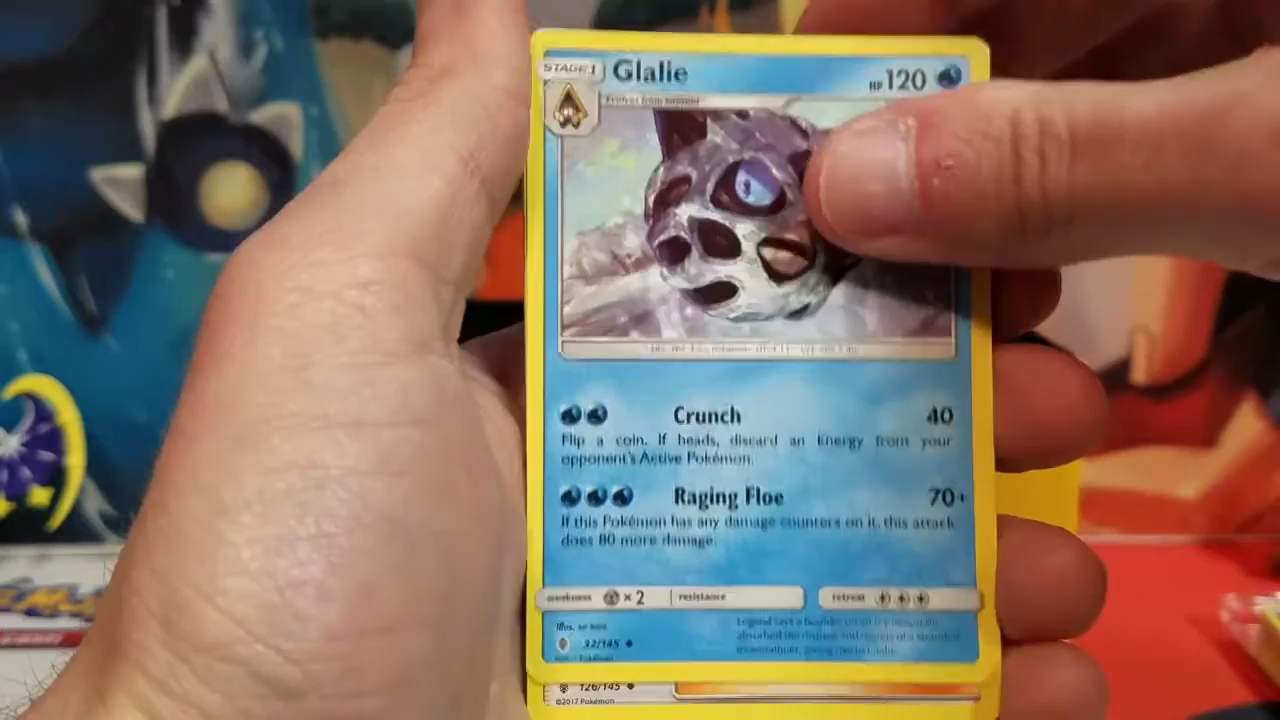 STAGE 1 Glalie HP 120
Evolves from Snorunt
Crunch 40
Flip a coin. If heads, discard an Energy from your
opponent's Active Pokémon.
Raging Floe 70+
If this Pokémon has any damage counters on it, this attack
does 80 more damage.
weakness × 2 resistance retreat
Illus.
32/145
©2017 Pokémon
126/145
©2017 Pokémon